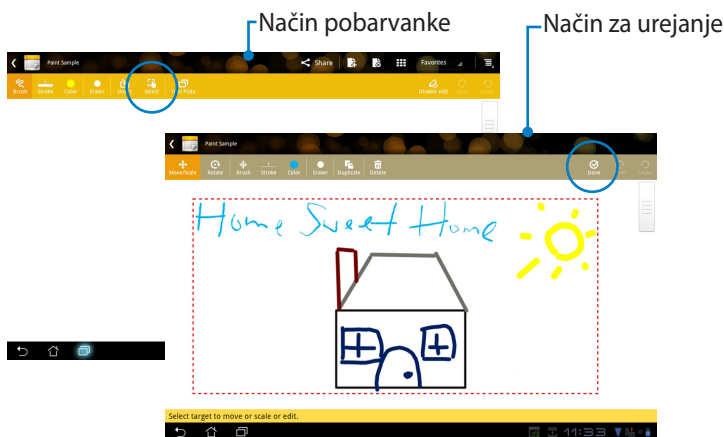 Način pobarvanke
Način za urejanje
Paint Sample
Share
Favorites
Brush
Stroke
Color
Eraser
Select
Disable edit
Paint Sample
Move/Scale
Rotate
Brush
Stroke
Color
Eraser
Duplicate
Delete
Done
Undo
Home Sweet Home
Select target to move or scale or edit.
11:33